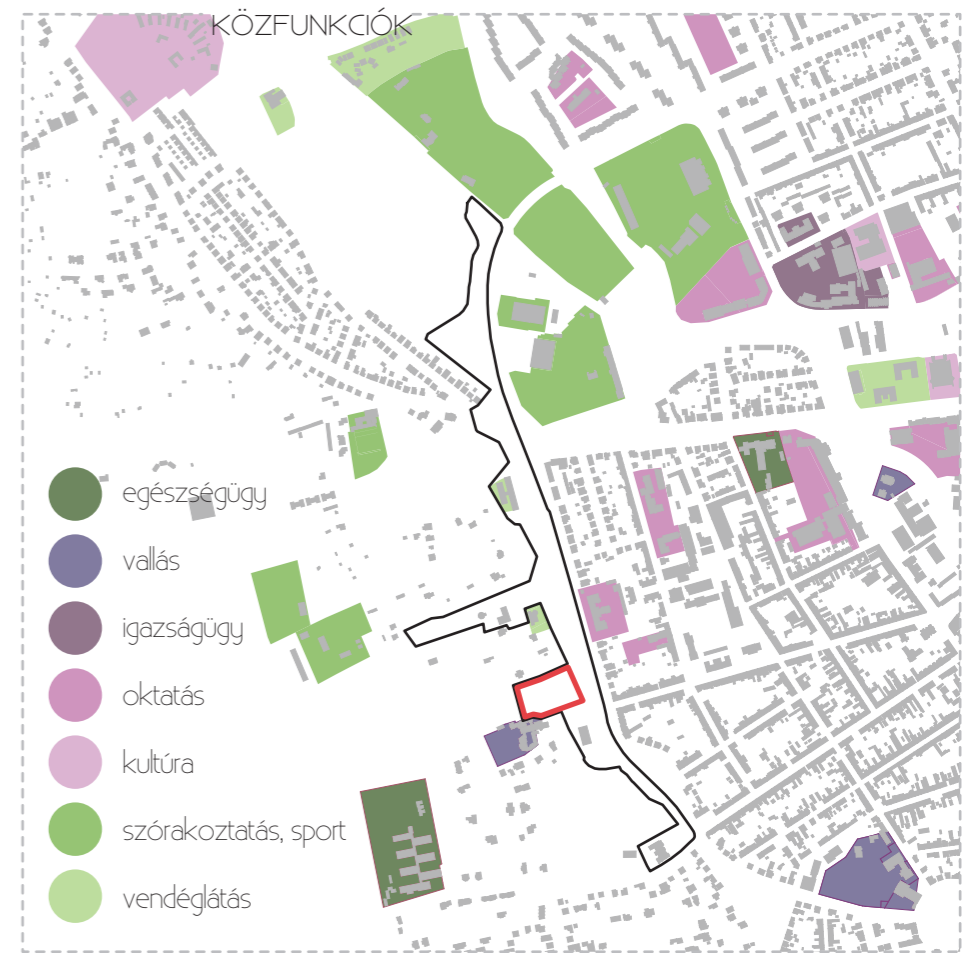 KÖZFUNKCIÓK
egészségügy
vallás
igazságügy
oktatás
kultúra
szórakoztatás, sport
vendéglátás